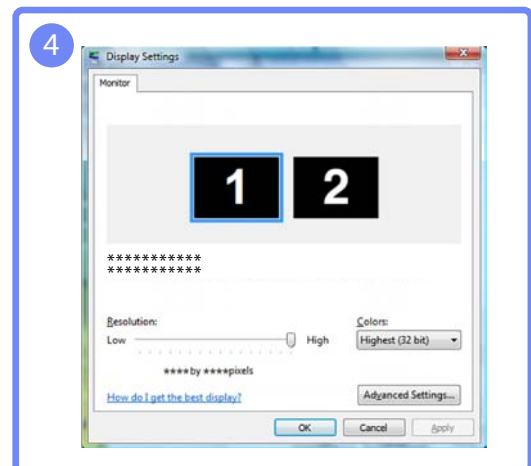 4
Display Settings
Monitor
1 2
***********
***********
Resolution:
Low High
****by ****pixels
Colors:
Highest (32 bit)
How do I get the best display?
Advanced Settings...
OK Cancel Apply